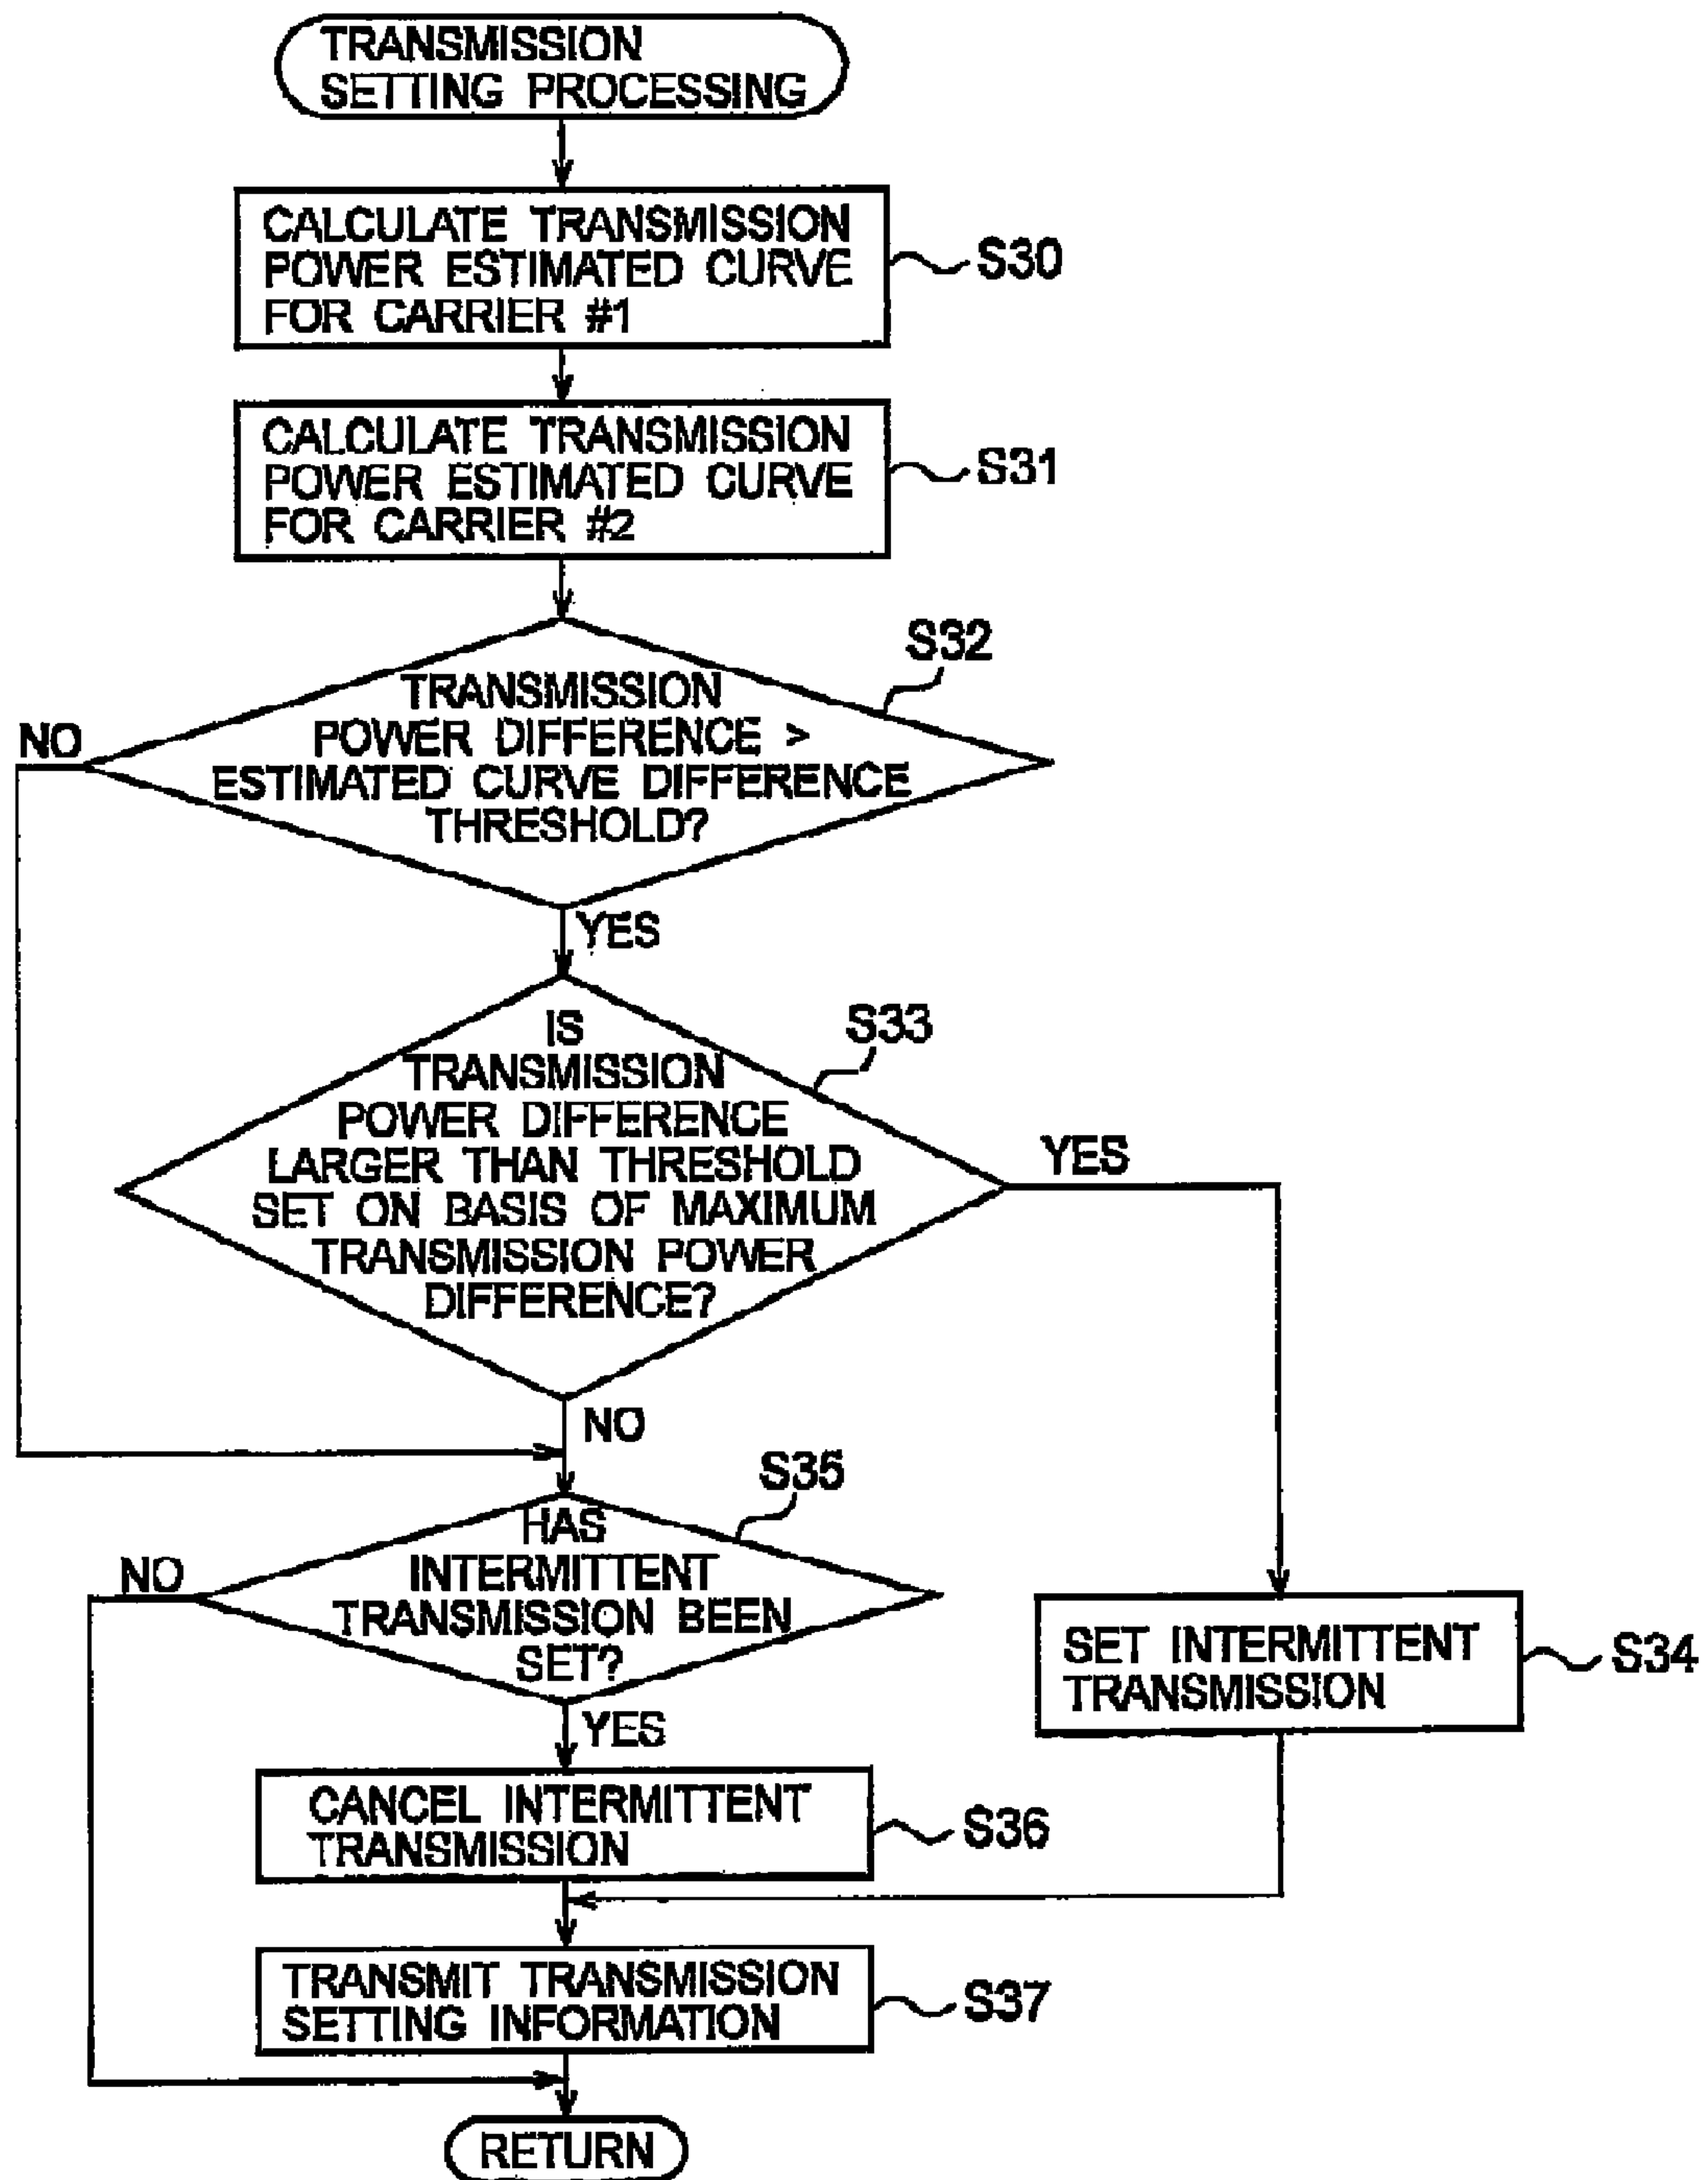 TRANSMISSION
SETTING PROCESSING
CALCULATE TRANSMISSION
POWER ESTIMATED CURVE
FOR CARRIER #1
S30
CALCULATE TRANSMISSION
POWER ESTIMATED CURVE
FOR CARRIER #2
S31
S32
TRANSMISSION
POWER DIFFERENCE >
ESTIMATED CURVE DIFFERENCE
THRESHOLD?
NO
YES
S33
IS
TRANSMISSION
POWER DIFFERENCE
LARGER THAN THRESHOLD
SET ON BASIS OF MAXIMUM
TRANSMISSION POWER
DIFFERENCE?
YES
NO
S35
HAS
INTERMITTENT
TRANSMISSION BEEN
SET?
NO
YES
SET INTERMITTENT
TRANSMISSION
S34
CANCEL INTERMITTENT
TRANSMISSION
S36
TRANSMIT TRANSMISSION
SETTING INFORMATION
S37
RETURN